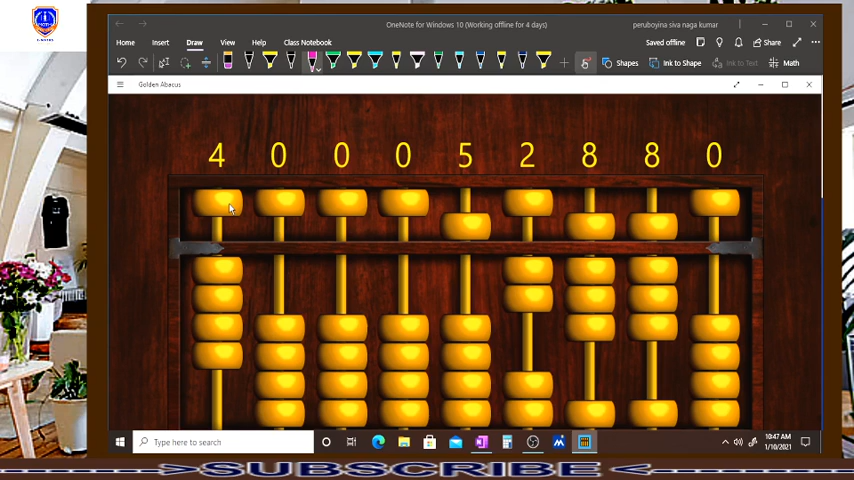 OneNote for Windows 10 (Working offline for 4 days)
peruboyina siva naga kumar
Home Insert Draw View Help Class Notebook
Saved offline
Share
Shapes
Ink to Shape
Ink to Text
Math
Golden Abacus
4 0 0 0 5 2 8 8 0
Type here to search
10:47 AM
1/10/2021
SUBSCRIBE